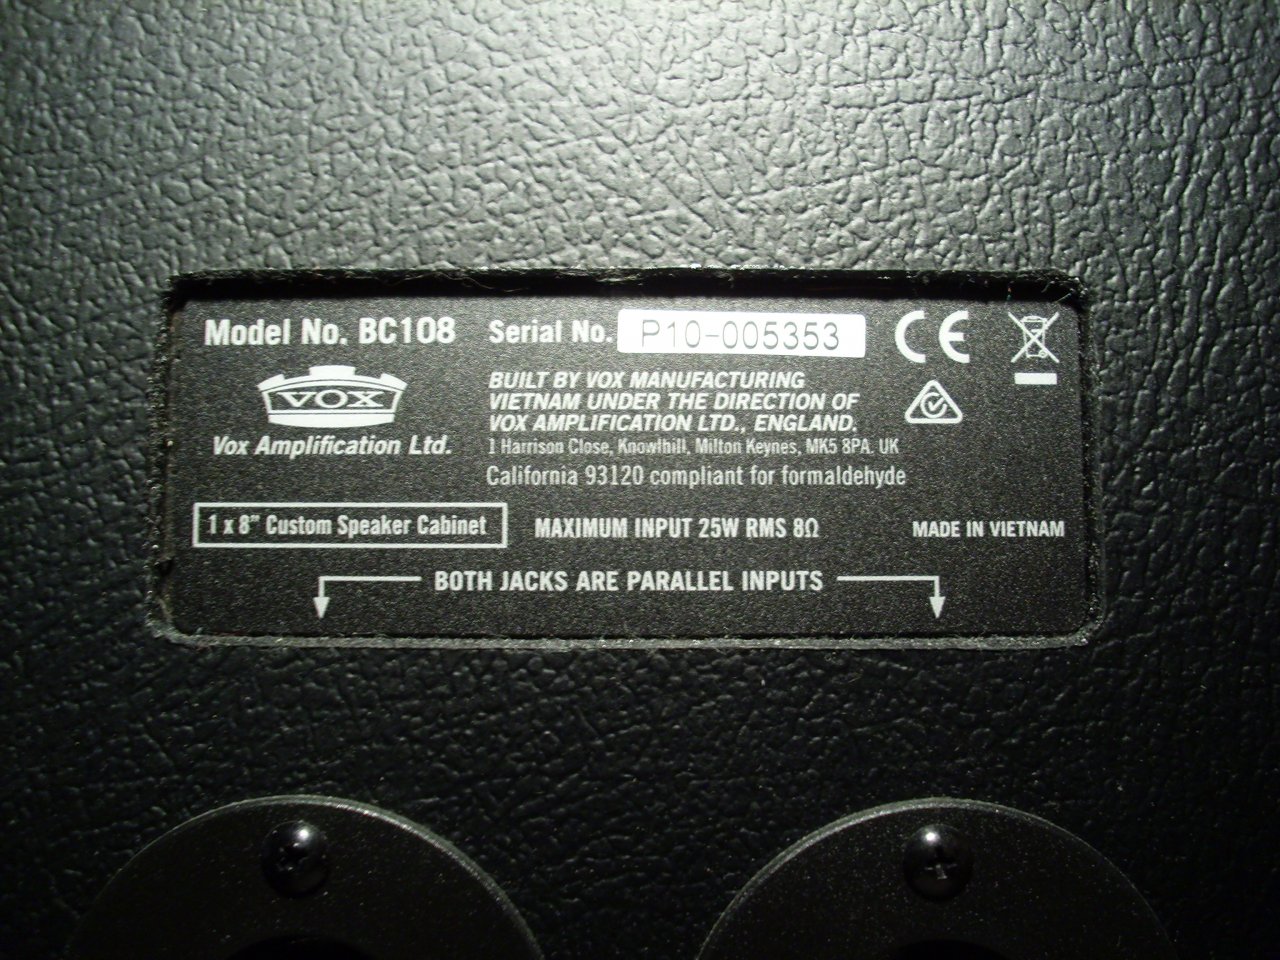 Model No. BC108 Serial No. P10-005353 CE
VOX
Vox Amplification Ltd.
BUILT BY VOX MANUFACTURING
VIETNAM UNDER THE DIRECTION OF
VOX AMPLIFICATION LTD., ENGLAND.
1 Harrison Close, Knowlhill, Milton Keynes, MK5 8PA. UK
California 93120 compliant for formaldehyde
1 x 8" Custom Speaker Cabinet MAXIMUM INPUT 25W RMS 8Ω MADE IN VIETNAM
BOTH JACKS ARE PARALLEL INPUTS